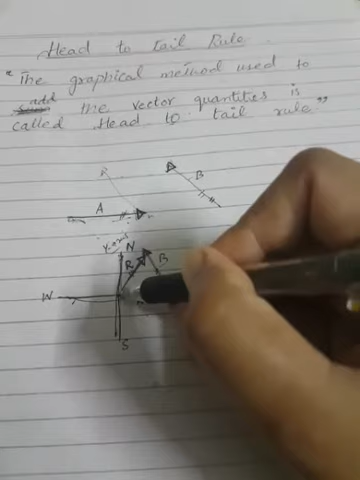 Head to tail Rule
"The graphical method used to
add the vector quantities is
called Head to tail rule"
R
B
A
Y-axis
N
R
B
W
S